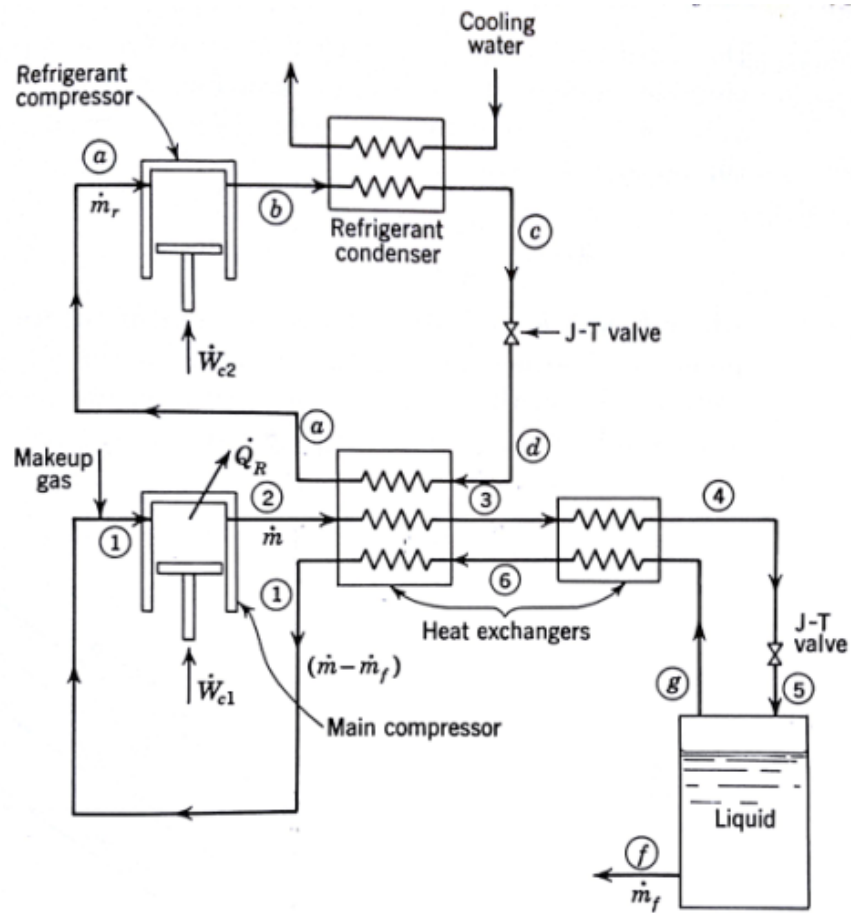 Cooling
water
Refrigerant
compressor
a
ṁr
b
Refrigerant
condenser
c
J-T valve
Ẇc2
a
d
Makeup
gas
Q̇R
2
3
4
1
ṁ
1
6
Heat exchangers
J-T
valve
(ṁ – ṁf)
g
5
Ẇc1
Main compressor
Liquid
f
ṁf